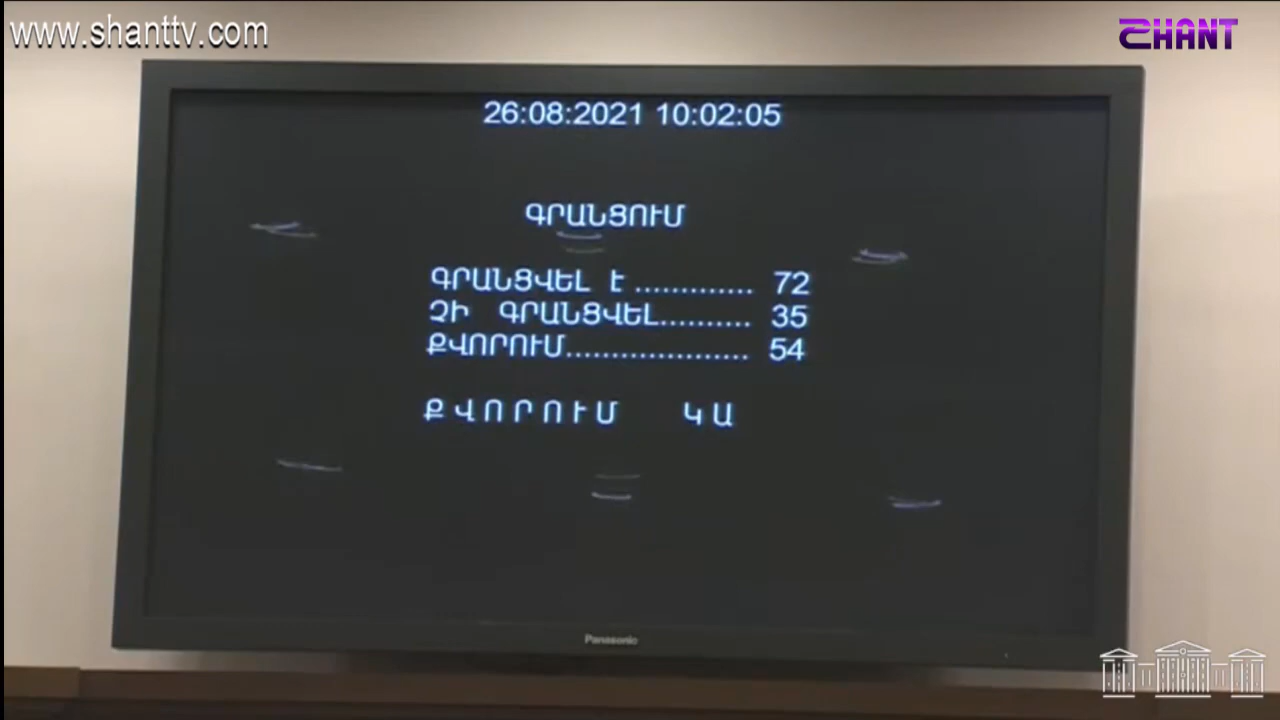 www.shanttv.com
SHANT
26:08:2021 10:02:05
ԳՐԱՆՑՈՒՄ
ԳՐԱՆՑՎԵԼ Է ............. 72
ՉԻ ԳՐԱՆՑՎԵԼ.......... 35
ՔՎՈՐՈՒՄ.................... 54
ՔՎՈՐՈՒՄ ԿԱ
Panasonic